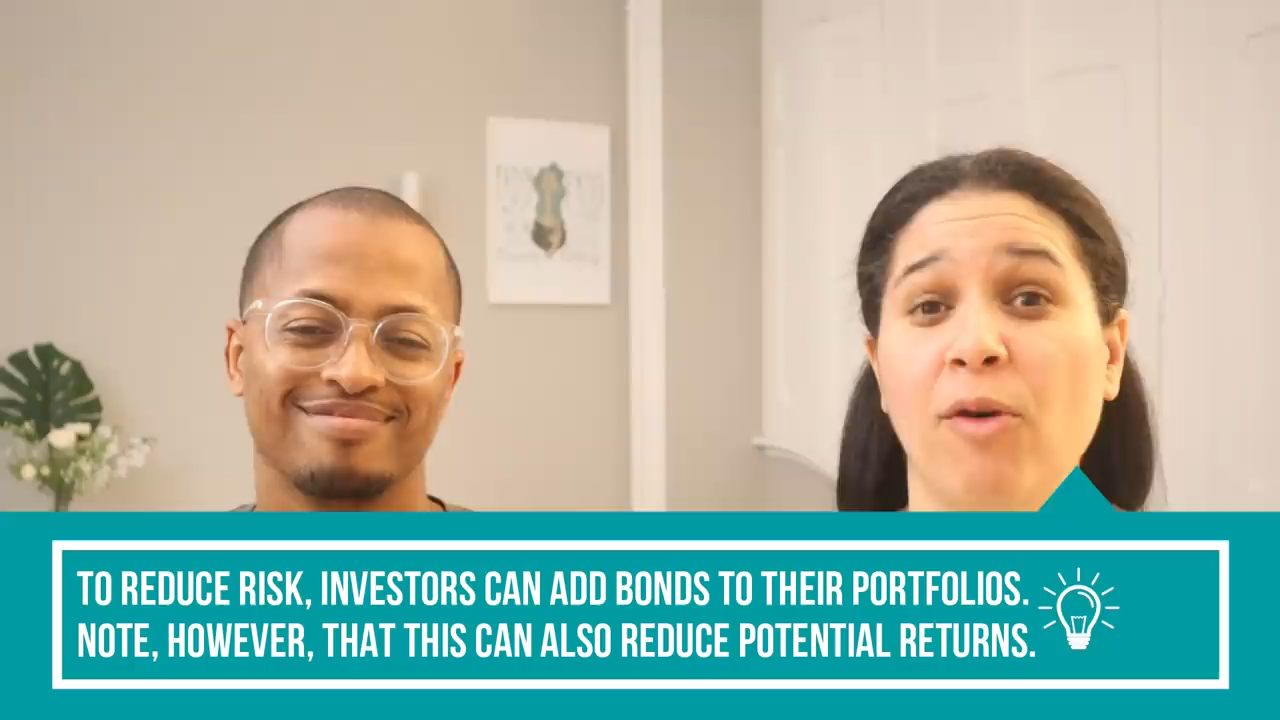 TO REDUCE RISK, INVESTORS CAN ADD BONDS TO THEIR PORTFOLIOS.
NOTE, HOWEVER, THAT THIS CAN ALSO REDUCE POTENTIAL RETURNS.